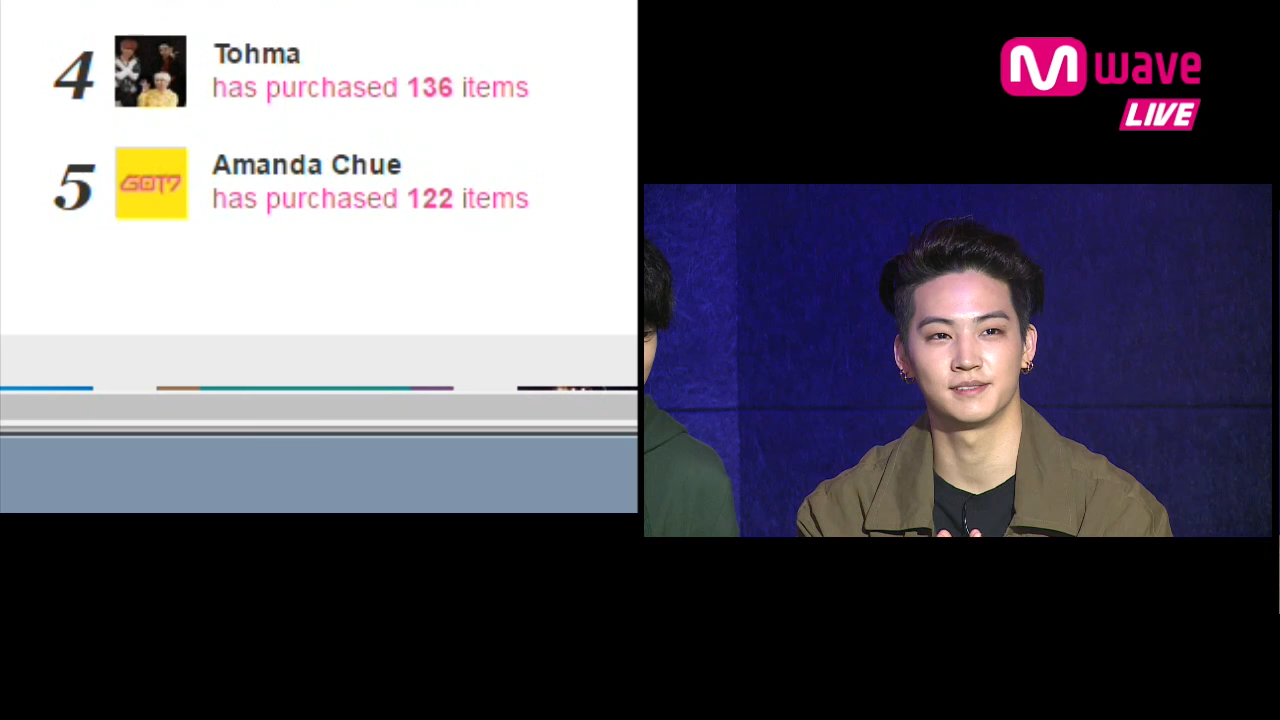 4
Tohma
has purchased 136 items
5
GOT7
Amanda Chue
has purchased 122 items
M wave
LIVE